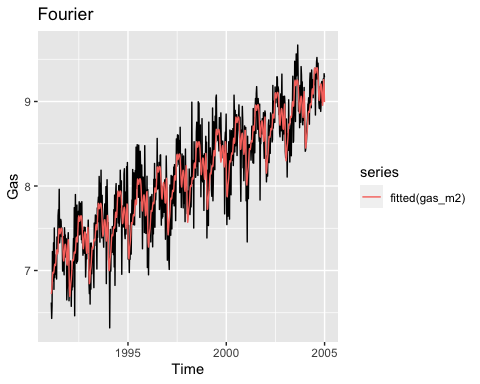 Fourier
Gas
9
8
7
1995
2000
2005
Time
series
fitted(gas_m2)